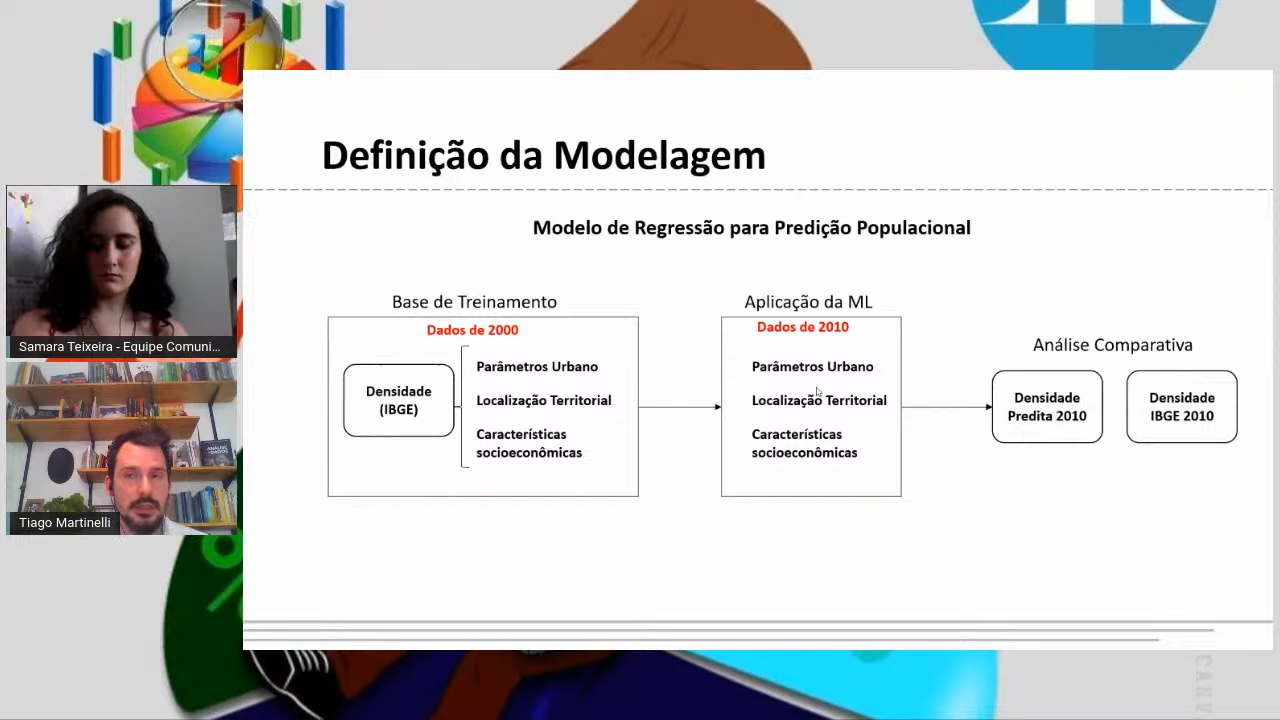 Definição da Modelagem
Modelo de Regressão para Predição Populacional
Base de Treinamento
Dados de 2000
Densidade
(IBGE)
Parâmetros Urbano
Localização Territorial
Características
socioeconômicas
Aplicação da ML
Dados de 2010
Parâmetros Urbano
Localização Territorial
Características
socioeconômicas
Análise Comparativa
Densidade
Predita 2010
Densidade
IBGE 2010
Samara Teixeira - Equipe Comuni...
Tiago Martinelli
%
CANV